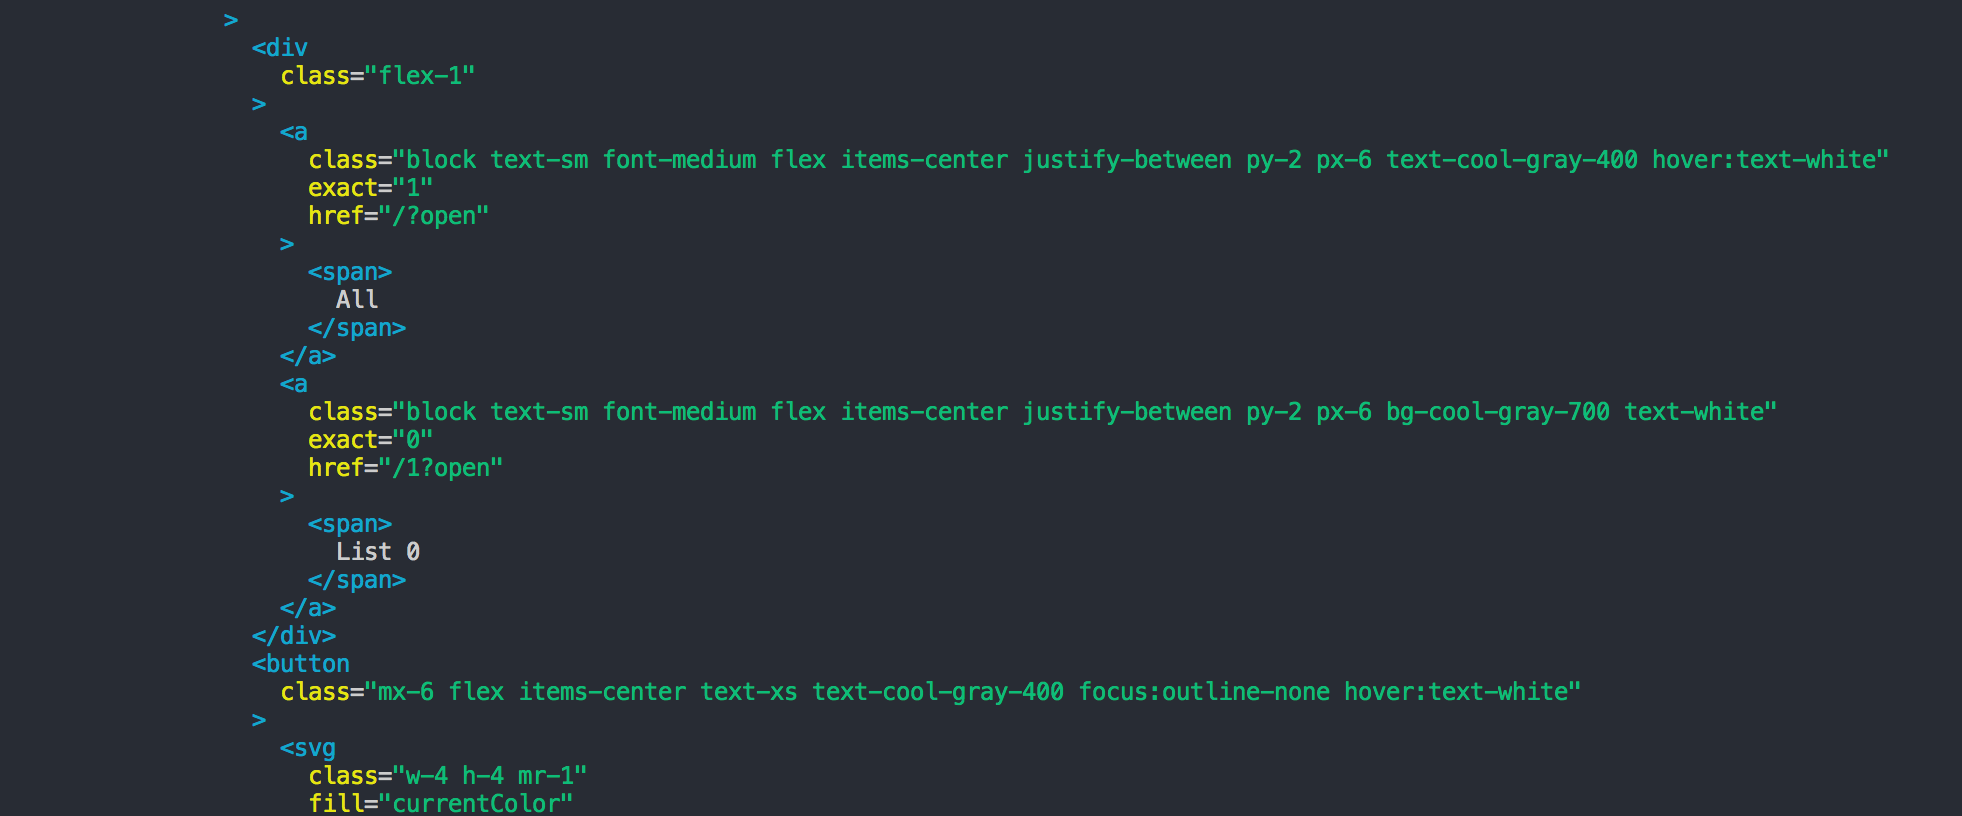 >
<div
class="flex-1"
>
<a
class="block text-sm font-medium flex items-center justify-between py-2 px-6 text-cool-gray-400 hover:text-white"
exact="1"
href="/?open"
>
<span>
All
</span>
</a>
<a
class="block text-sm font-medium flex items-center justify-between py-2 px-6 bg-cool-gray-700 text-white"
exact="0"
href="/1?open"
>
<span>
List 0
</span>
</a>
</div>
<button
class="mx-6 flex items-center text-xs text-cool-gray-400 focus:outline-none hover:text-white"
>
<svg
class="w-4 h-4 mr-1"
fill="currentColor"